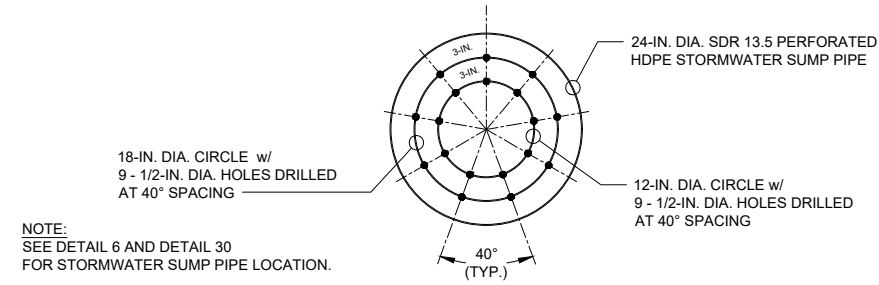 3-IN.
3-IN.
24-IN. DIA. SDR 13.5 PERFORATED
HDPE STORMWATER SUMP PIPE
18-IN. DIA. CIRCLE w/
9 - 1/2-IN. DIA. HOLES DRILLED
AT 40° SPACING
12-IN. DIA. CIRCLE w/
9 - 1/2-IN. DIA. HOLES DRILLED
AT 40° SPACING
NOTE:
SEE DETAIL 6 AND DETAIL 30
FOR STORMWATER SUMP PIPE LOCATION.
40°
(TYP.)